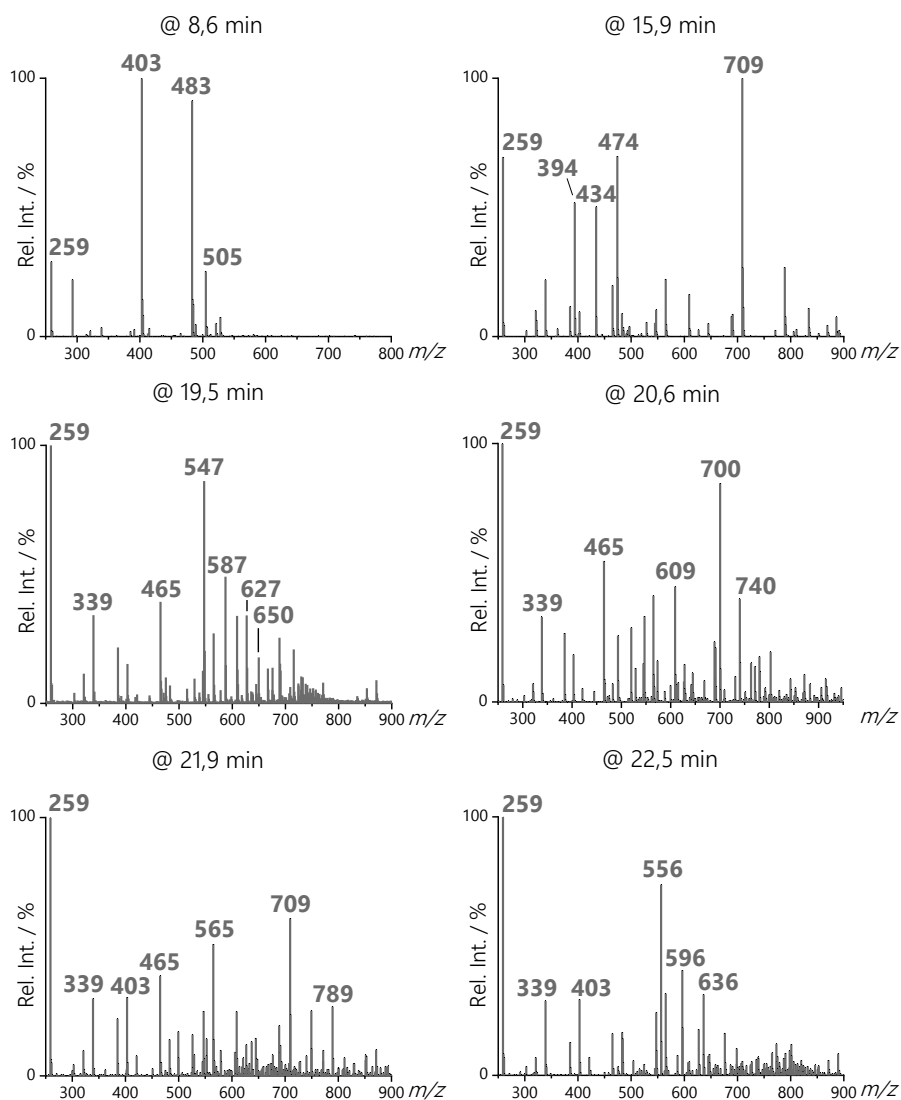 @ 8,6 min
100
403
483
259
505
Rel. Int. / %
0
300 400 500 600 700 800 m/z
@ 15,9 min
100
709
259
474
394
434
Rel. Int. / %
0
300 400 500 600 700 800 900 m/z
@ 19,5 min
259
100
547
587
627
465
339
650
Rel. Int. / %
0
300 400 500 600 700 800 900 m/z
@ 20,6 min
259
100
700
465
609
740
339
Rel. Int. / %
0
300 400 500 600 700 800 900 m/z
@ 21,9 min
259
100
709
565
465
339
403
789
Rel. Int. / %
0
300 400 500 600 700 800 900 m/z
@ 22,5 min
259
100
556
596
636
339
403
Rel. Int. / %
0
300 400 500 600 700 800 900 m/z